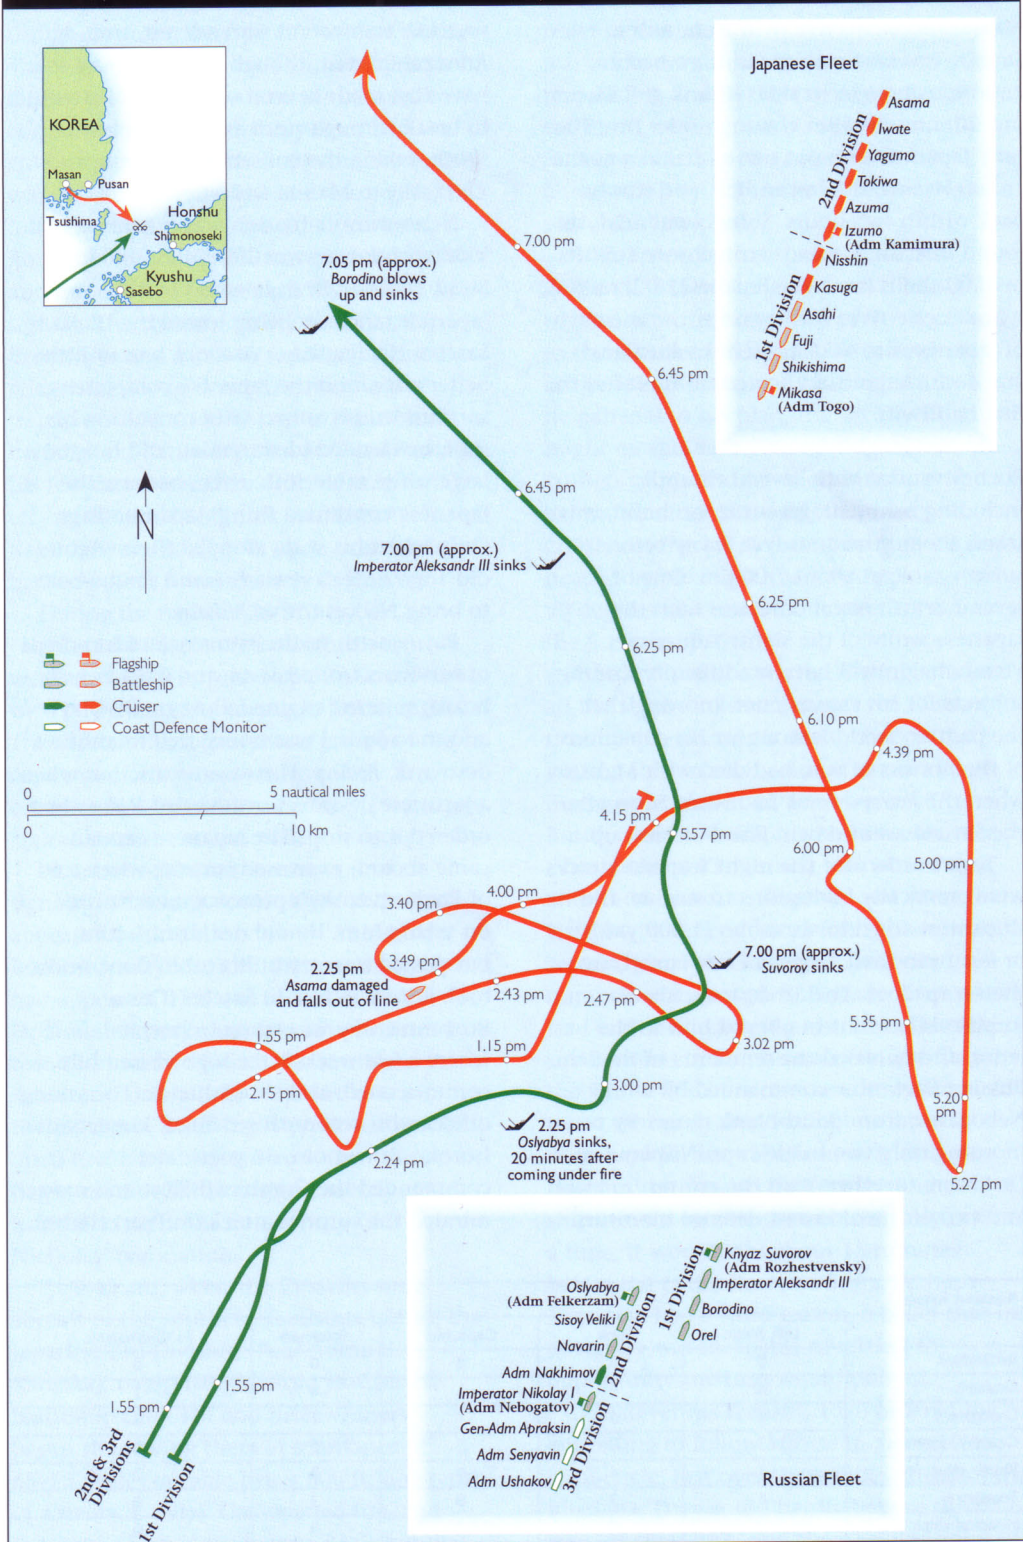 KOREA
Masan
Pusan
Tsushima
Honshu
Shimonoseki
Kyushu
Sasebo
Japanese Fleet
2nd Division
Asama
Iwate
Yagumo
Tokiwa
Azuma
Izumo
(Adm Kamimura)
1st Division
Nisshin
Kasuga
Asahi
Fuji
Shikishima
Mikasa
(Adm Togo)
7.00 pm
7.05 pm (approx.)
Borodino blows
up and sinks
6.45 pm
6.45 pm
N
7.00 pm (approx.)
Imperator Aleksandr III sinks
6.25 pm
6.25 pm
Flagship
Battleship
Cruiser
Coast Defence Monitor
6.10 pm
4.39 pm
0
5 nautical miles
0
10 km
4.15 pm
5.57 pm
6.00 pm
5.00 pm
3.40 pm
4.00 pm
3.49 pm
2.25 pm
Asama damaged
and falls out of line
2.43 pm
2.47 pm
7.00 pm (approx.)
Suvorov sinks
5.35 pm
1.55 pm
1.15 pm
3.02 pm
2.15 pm
3.00 pm
5.20
pm
2.25 pm
Oslyabya sinks,
20 minutes after
coming under fire
2.24 pm
5.27 pm
1.55 pm
1.55 pm
2nd & 3rd
Divisions
1st Division
1st Division
Knyaz Suvorov
(Adm Rozhestvensky)
Imperator Aleksandr III
Borodino
Orel
2nd Division
Oslyabya
(Adm Felkerzam)
Sisoy Veliki
Navarin
Adm Nakhimov
3rd Division
Imperator Nikolay I
(Adm Nebogatov)
Gen-Adm Apraksin
Adm Senyavin
Adm Ushakov
Russian Fleet